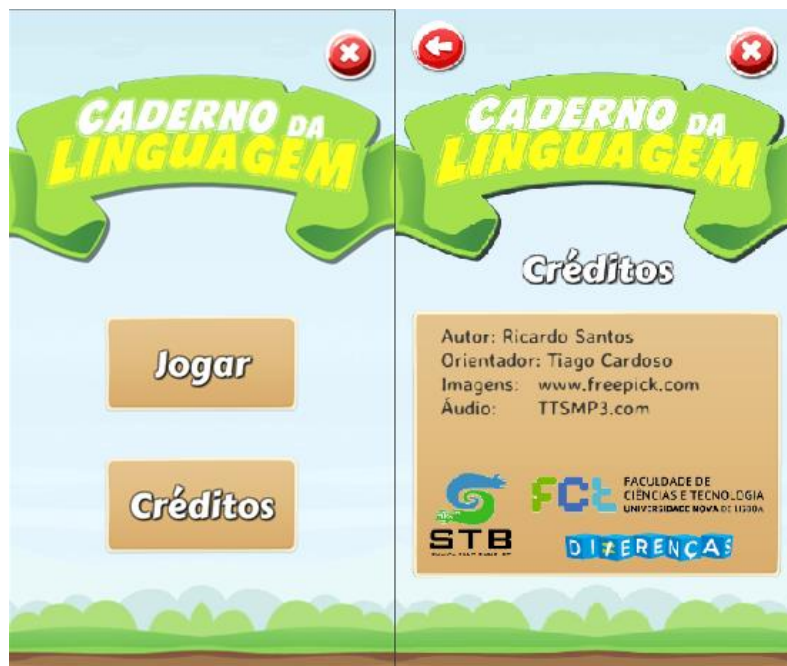 CADERNO DA
LINGUAGEM
Jogar
Créditos
CADERNO DA
LINGUAGEM
Créditos
Autor: Ricardo Santos
Orientador: Tiago Cardoso
Imagens: www.freepick.com
Áudio: TTSMP3.com
STB
FCt
FACULDADE DE
CIÊNCIAS E TECNOLOGIA
UNIVERSIDADE NOVA DE LISBOA
DIFERENÇAS